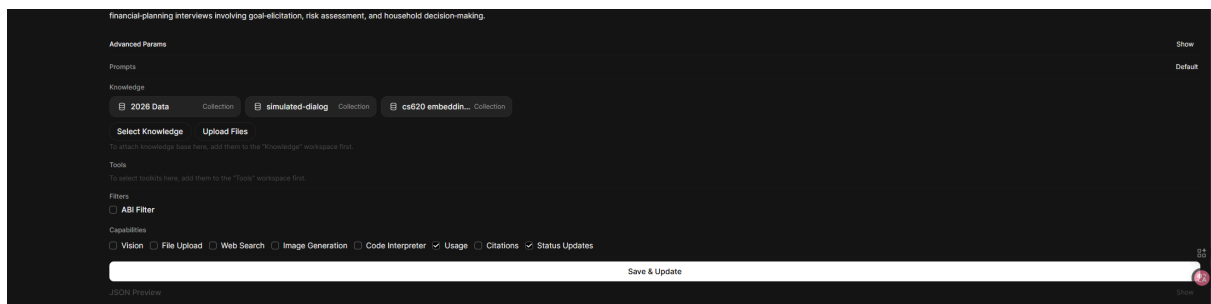 financial-planning interviews involving goal-elicitation, risk assessment, and household decision-making.
Advanced Params Show
Prompts Default
Knowledge
2026 Data Collection simulated-dialog Collection cs620 embeddin... Collection
Select Knowledge Upload Files
To attach knowledge base here, add them to the "Knowledge" workspace first.
Tools
To select toolkits here, add them to the "Tools" workspace first.
Filters
ABI Filter
Capabilities
Vision File Upload Web Search Image Generation Code Interpreter Usage Citations Status Updates
Save & Update
JSON Preview Show